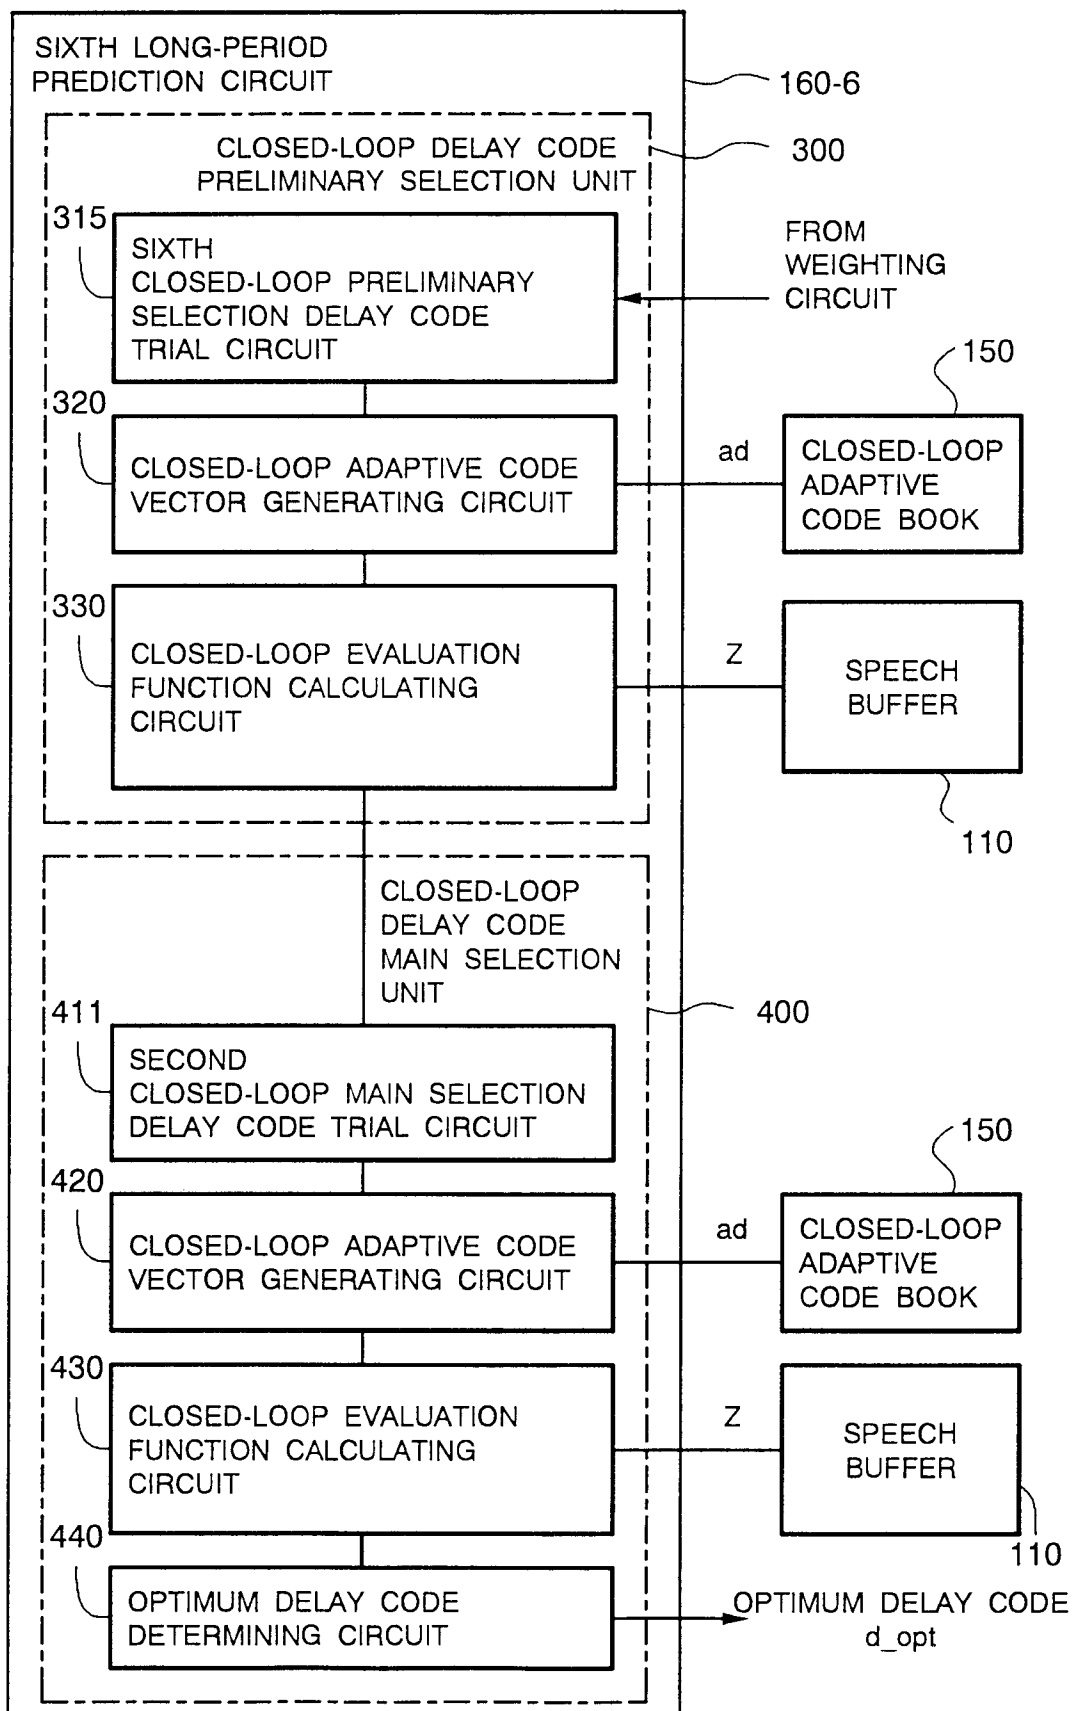 SIXTH LONG-PERIOD
PREDICTION CIRCUIT
160-6
CLOSED-LOOP DELAY CODE
PRELIMINARY SELECTION UNIT
300
315
SIXTH
CLOSED-LOOP PRELIMINARY
SELECTION DELAY CODE
TRIAL CIRCUIT
FROM
WEIGHTING
CIRCUIT
320
CLOSED-LOOP ADAPTIVE CODE
VECTOR GENERATING CIRCUIT
ad
150
CLOSED-LOOP
ADAPTIVE
CODE BOOK
330
CLOSED-LOOP EVALUATION
FUNCTION CALCULATING
CIRCUIT
Z
SPEECH
BUFFER
110
CLOSED-LOOP
DELAY CODE
MAIN SELECTION
UNIT
400
411
SECOND
CLOSED-LOOP MAIN SELECTION
DELAY CODE TRIAL CIRCUIT
420
CLOSED-LOOP ADAPTIVE CODE
VECTOR GENERATING CIRCUIT
ad
150
CLOSED-LOOP
ADAPTIVE
CODE BOOK
430
CLOSED-LOOP EVALUATION
FUNCTION CALCULATING
CIRCUIT
Z
SPEECH
BUFFER
110
440
OPTIMUM DELAY CODE
DETERMINING CIRCUIT
OPTIMUM DELAY CODE
d_opt